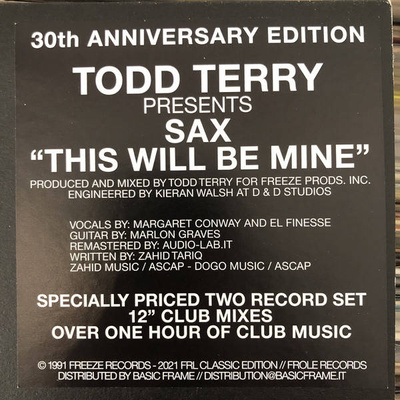 30th ANNIVERSARY EDITION
TODD TERRY
PRESENTS
SAX
“THIS WILL BE MINE”
PRODUCED AND MIXED BY TODD TERRY FOR FREEZE PRODS. INC.
ENGINEERED BY KIERAN WALSH AT D & D STUDIOS
VOCALS BY: MARGARET CONWAY AND EL FINESSE
GUITAR BY: MARLON GRAVES
REMASTERED BY: AUDIO-LAB.IT
WRITTEN BY: ZAHID TARIQ
ZAHID MUSIC / ASCAP - DOGO MUSIC / ASCAP
SPECIALLY PRICED TWO RECORD SET
12” CLUB MIXES
OVER ONE HOUR OF CLUB MUSIC
© 1991 FREEZE RECORDS - 2021 FRL CLASSIC EDITION // FROLE RECORDS
DISTRIBUTED BY BASIC FRAME // DISTRIBUTION@BASICFRAME.IT